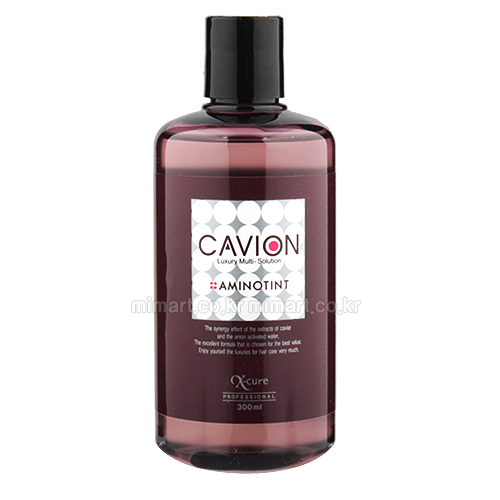 CAVION
Luxury Multi-Solution
AMINOTINT
mimart.co.kr mimart.co.kr
The synergy effect of the extracts of caviar
and the anion activated water.
The excellent formula that is chosen for the best value.
Enjoy yourself the luxuries for hair care very much.
α-cure
PROFESSIONAL
300ml